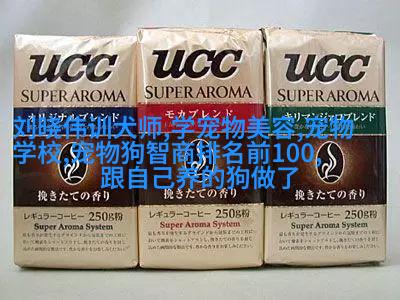 ucc
SUPER AROMA
オリジナルブレンド
挽きたての香り
レギュラーコーヒー 250g粉
Super Aroma System
ucc
SUPER AROMA
モカブレンド
挽きたての香り
レギュラーコーヒー 250g粉
Super Aroma System
ucc
SUPER AROMA
キリマンジァロブレンド
挽きたての香り
レギュラーコーヒー 250g粉
Super Aroma System
刘晓伟训犬师,学宠物美容,宠物
学校,宠物狗智商排名前100,
跟自己养的狗做了